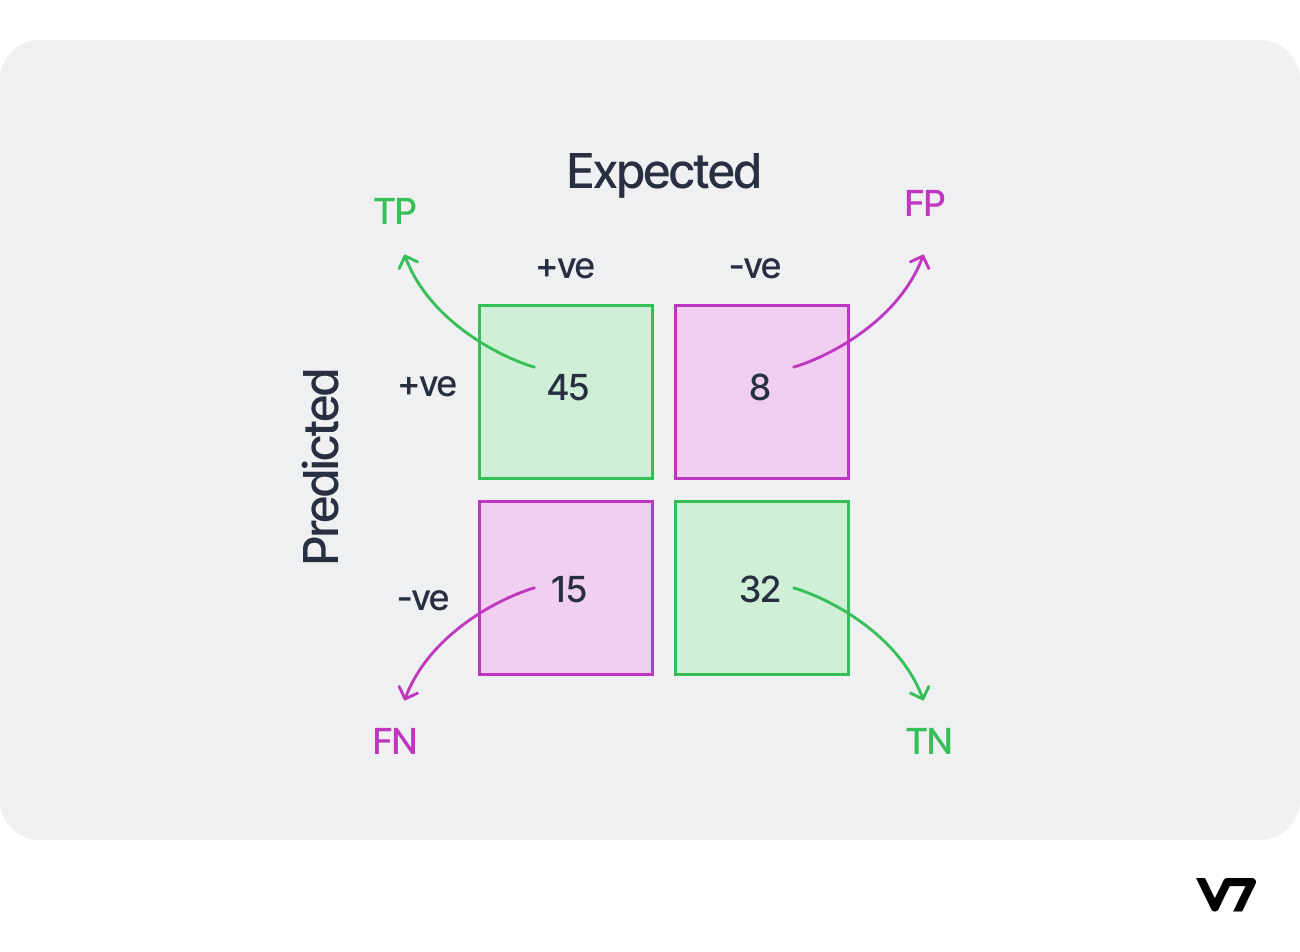 Expected
TP
FP
+ve
-ve
Predicted
+ve
45
8
-ve
15
32
FN
TN
V7